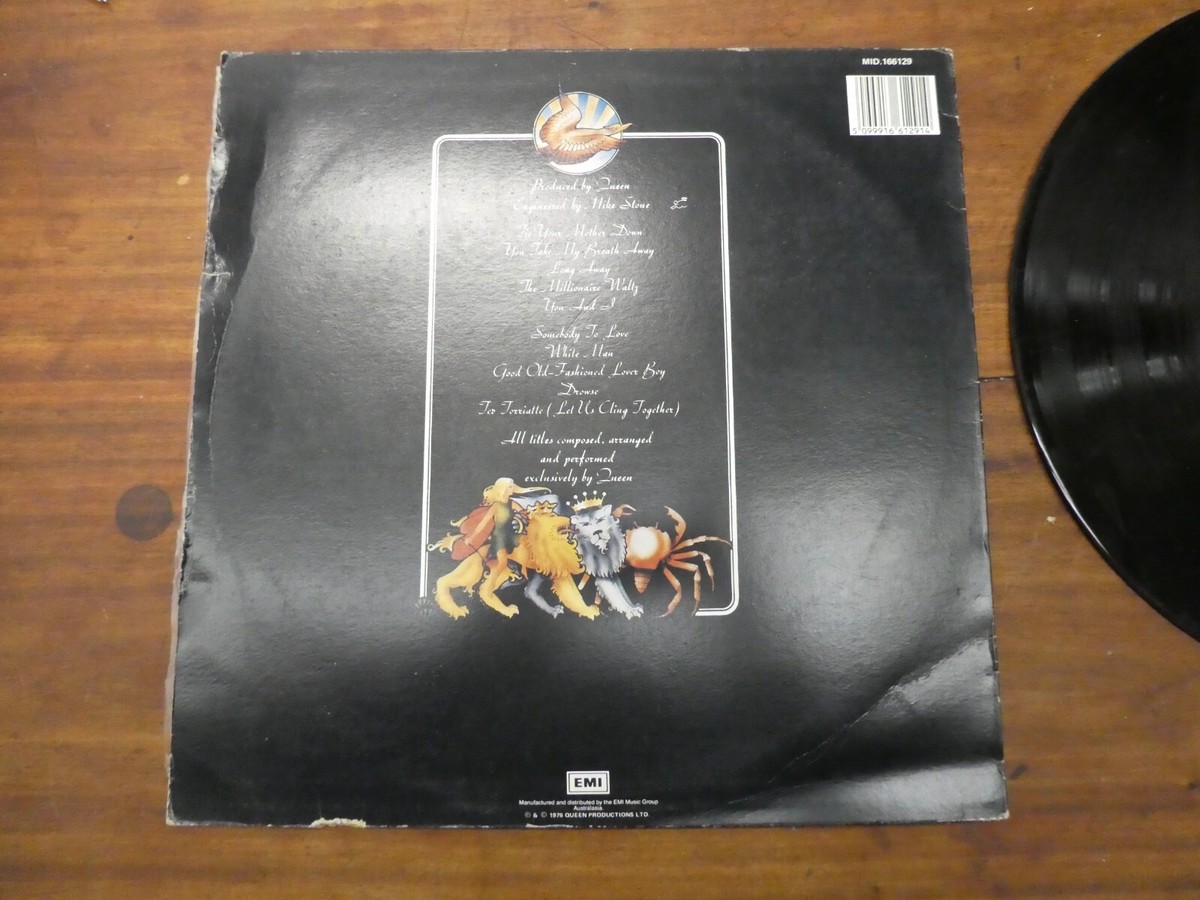 MID.166129
5 099916 612914
Produced by Queen
Engineered by Mike Stone
Tie Your Mother Down
You Take My Breath Away
Long Away
The Millionaire Waltz
You And I
Somebody To Love
White Man
Good Old-Fashioned Lover Boy
Drowse
Teo Torriatte (Let Us Cling Together)
All titles composed, arranged
and performed
exclusively by Queen
EMI
Manufactured and distributed by the EMI Music Group
Australasia.
℗ & © 1976 QUEEN PRODUCTIONS LTD.